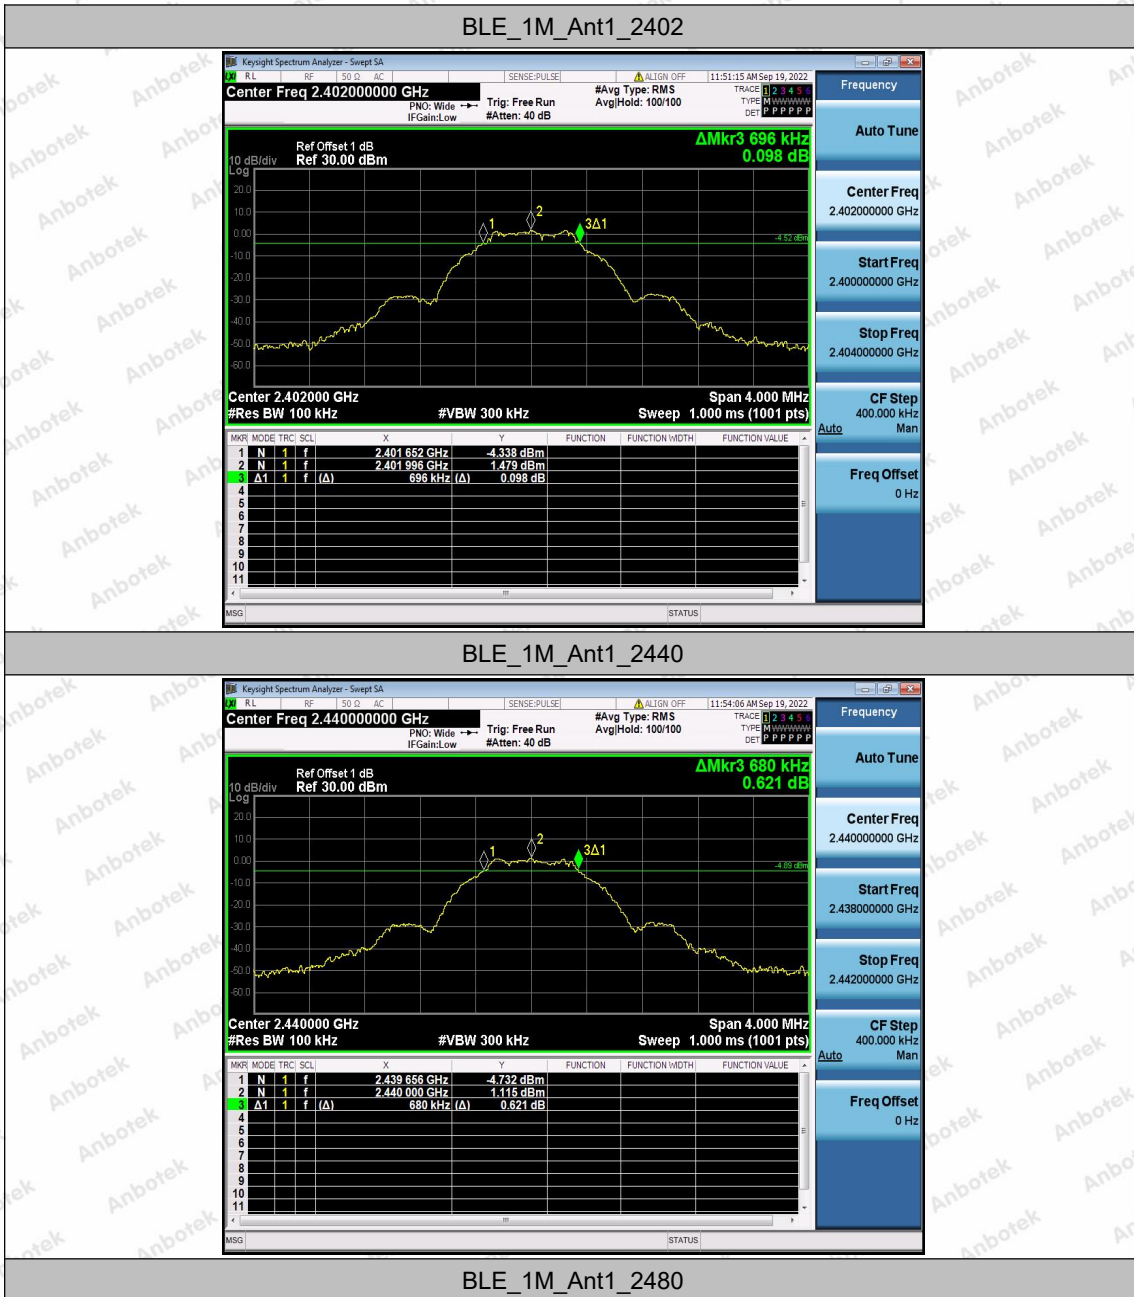 BLE_1M_Ant1_2402
Keysight Spectrum Analyzer - Swept SA
LXI RL RF 50 Ω AC SENSE:PULSE ALIGN OFF 11:51:15 AM Sep 19, 2022
Center Freq 2.402000000 GHz
PNO: Wide
IFGain:Low
Trig: Free Run
#Atten: 40 dB
#Avg Type: RMS
Avg|Hold: 100/100
TRACE 1 2 3 4 5 6
TYPE M WWWWW
DET P P P P P P
Frequency
Auto Tune
Center Freq
2.402000000 GHz
Start Freq
2.400000000 GHz
Stop Freq
2.404000000 GHz
CF Step
400.000 kHz
Auto Man
Freq Offset
0 Hz
ΔMkr3 696 kHz
0.098 dB
Ref Offset 1 dB
10 dB/div Ref 30.00 dBm
Log
20.0
10.0
0.00
-10.0
-20.0
-30.0
-40.0
-50.0
-60.0
1
2
3Δ1
-4.52 dBm
Center 2.402000 GHz Span 4.000 MHz
#Res BW 100 kHz #VBW 300 kHz Sweep 1.000 ms (1001 pts)
MKR MODE TRC SCL X Y FUNCTION FUNCTION WIDTH FUNCTION VALUE
1 N 1 f 2.401 652 GHz -4.338 dBm
2 N 1 f 2.401 996 GHz 1.479 dBm
3 Δ1 1 f (Δ) 696 kHz (Δ) 0.098 dB
4
5
6
7
8
9
10
11
MSG STATUS
BLE_1M_Ant1_2440
Keysight Spectrum Analyzer - Swept SA
LXI RL RF 50 Ω AC SENSE:PULSE ALIGN OFF 11:54:06 AM Sep 19, 2022
Center Freq 2.440000000 GHz
PNO: Wide
IFGain:Low
Trig: Free Run
#Atten: 40 dB
#Avg Type: RMS
Avg|Hold: 100/100
TRACE 1 2 3 4 5 6
TYPE M WWWWW
DET P P P P P P
Frequency
Auto Tune
Center Freq
2.440000000 GHz
Start Freq
2.438000000 GHz
Stop Freq
2.442000000 GHz
CF Step
400.000 kHz
Auto Man
Freq Offset
0 Hz
ΔMkr3 680 kHz
0.621 dB
Ref Offset 1 dB
10 dB/div Ref 30.00 dBm
Log
20.0
10.0
0.00
-10.0
-20.0
-30.0
-40.0
-50.0
-60.0
1
2
3Δ1
-4.89 dBm
Center 2.440000 GHz Span 4.000 MHz
#Res BW 100 kHz #VBW 300 kHz Sweep 1.000 ms (1001 pts)
MKR MODE TRC SCL X Y FUNCTION FUNCTION WIDTH FUNCTION VALUE
1 N 1 f 2.439 656 GHz -4.732 dBm
2 N 1 f 2.440 000 GHz 1.115 dBm
3 Δ1 1 f (Δ) 680 kHz (Δ) 0.621 dB
4
5
6
7
8
9
10
11
MSG STATUS
BLE_1M_Ant1_2480
Anbotek